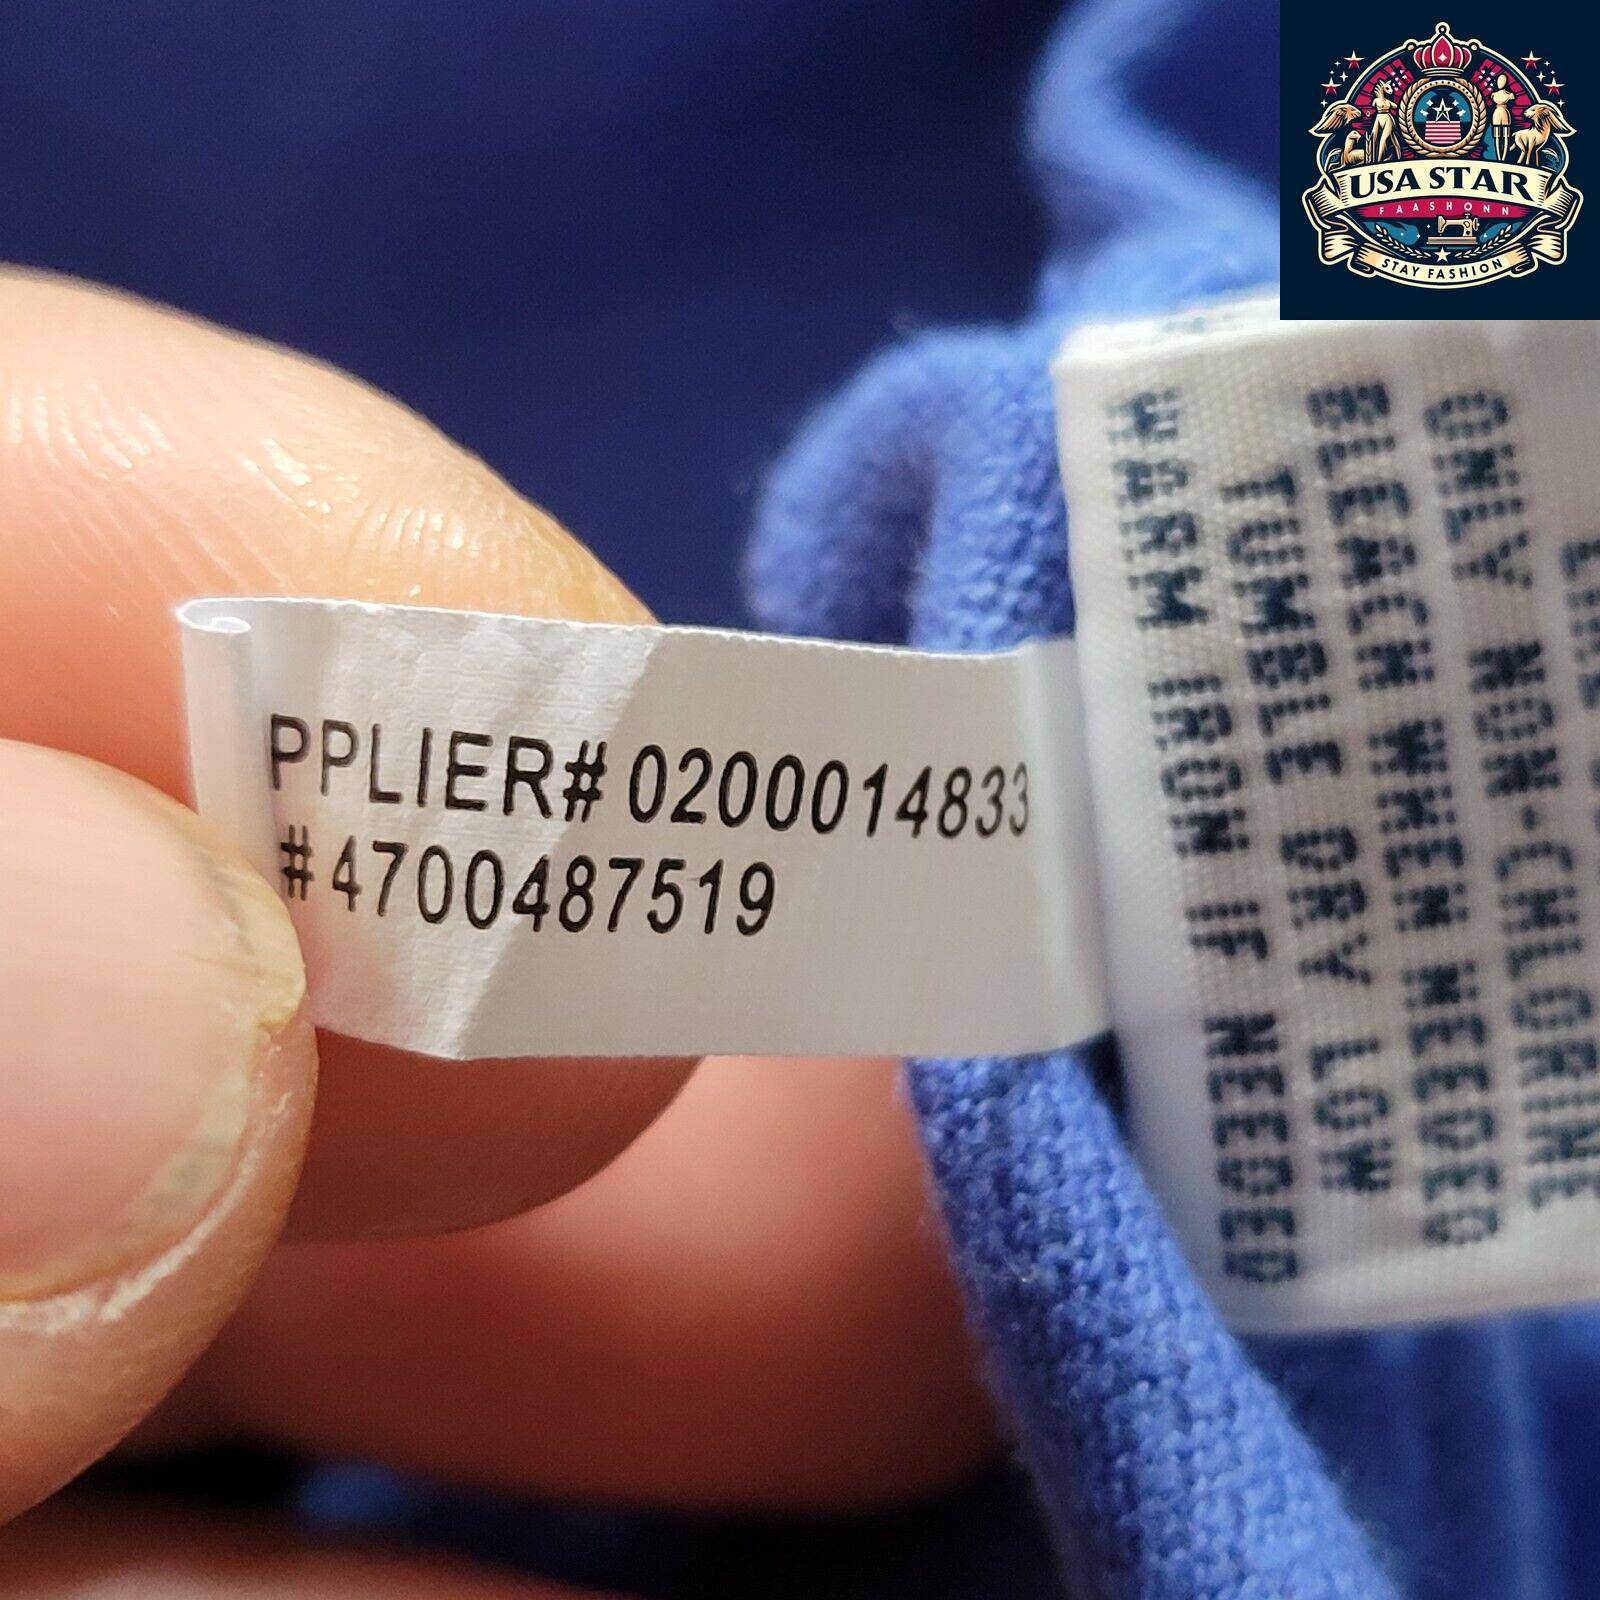 USA STAR
FAASHONN
STAY FASHION
PPLIER# 0200014833
#4700487519
ONLY NON-CHLORINE
BLEACH WHEN NEEDED
TUMBLE DRY LOW
WARM IRON IF NEEDED